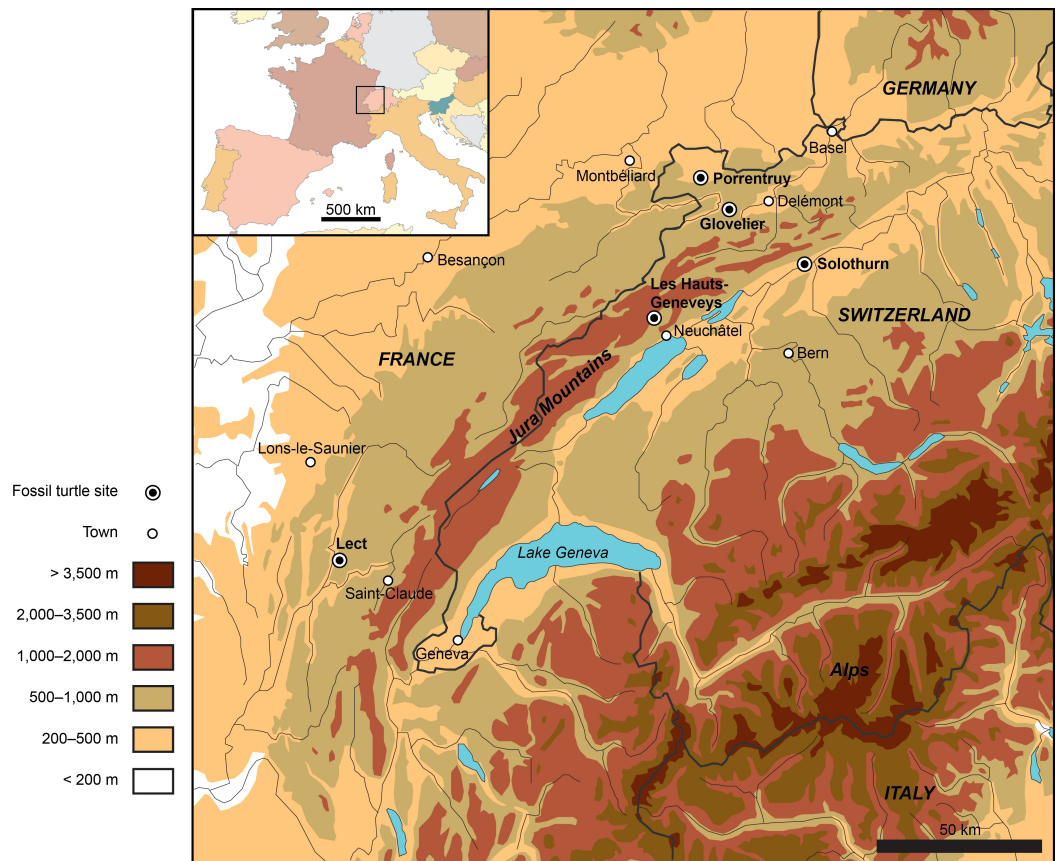 500 km
GERMANY
Basel
Montbéliard
Porrentruy
Delémont
Glovelier
Besançon
Solothurn
Les Hauts-
Geneveys
SWITZERLAND
Neuchâtel
FRANCE
Bern
Jura Mountains
Lons-le-Saunier
Fossil turtle site
Town
Lect
Lake Geneva
> 3,500 m
Saint-Claude
2,000–3,500 m
1,000–2,000 m
Geneva
Alps
500–1,000 m
200–500 m
< 200 m
ITALY
50 km